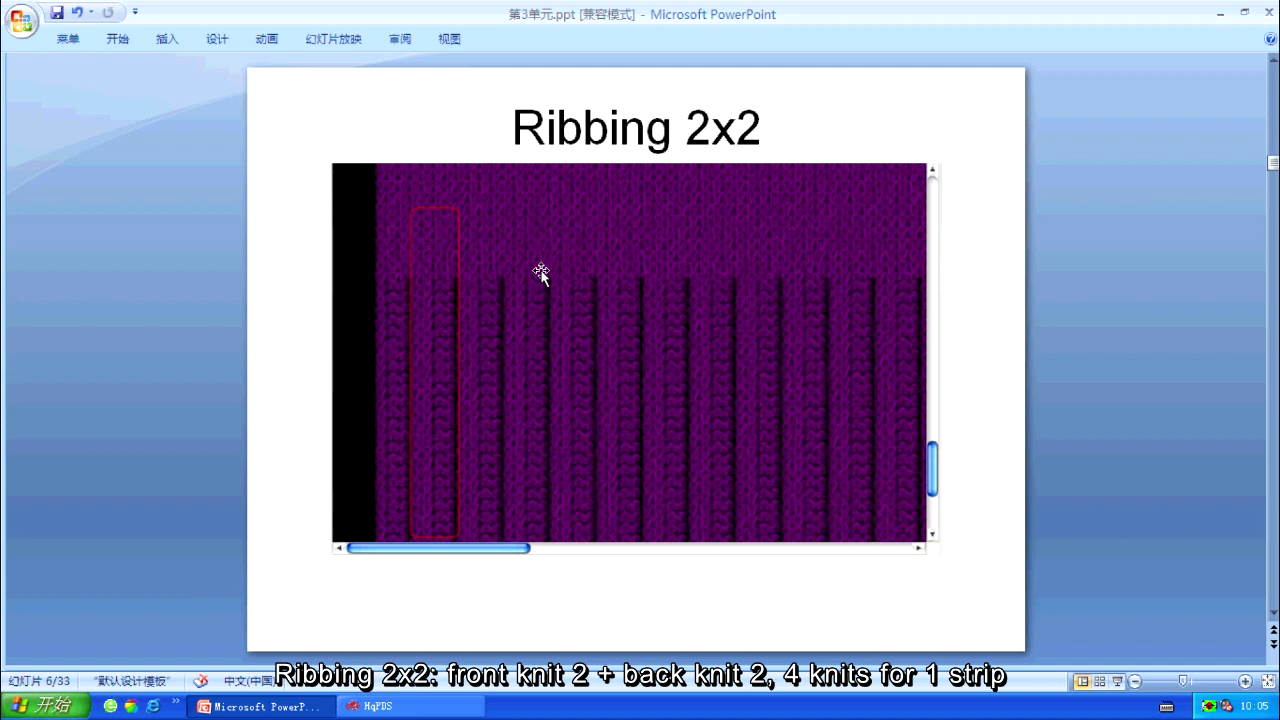 第3单元.ppt [兼容模式] - Microsoft PowerPoint
菜单 开始 插入 设计 动画 幻灯片放映 审阅 视图
Ribbing 2x2
Ribbing 2x2: front knit 2 + back knit 2, 4 knits for 1 strip
幻灯片 6/33 "默认设计模板" 中文(中国
开始 Microsoft PowerP... HqPDS 10:05